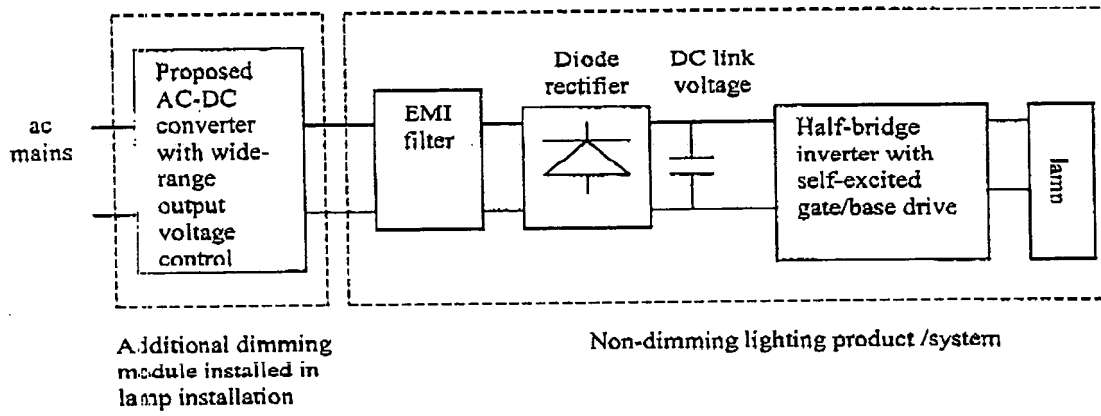 ac
mains
Proposed
AC-DC
converter
with wide-
range
output
voltage
control
EMI
filter
Diode
rectifier
DC link
voltage
Half-bridge
inverter with
self-excited
gate/base drive
lamp
Additional dimming
module installed in
lamp installation
Non-dimming lighting product /system